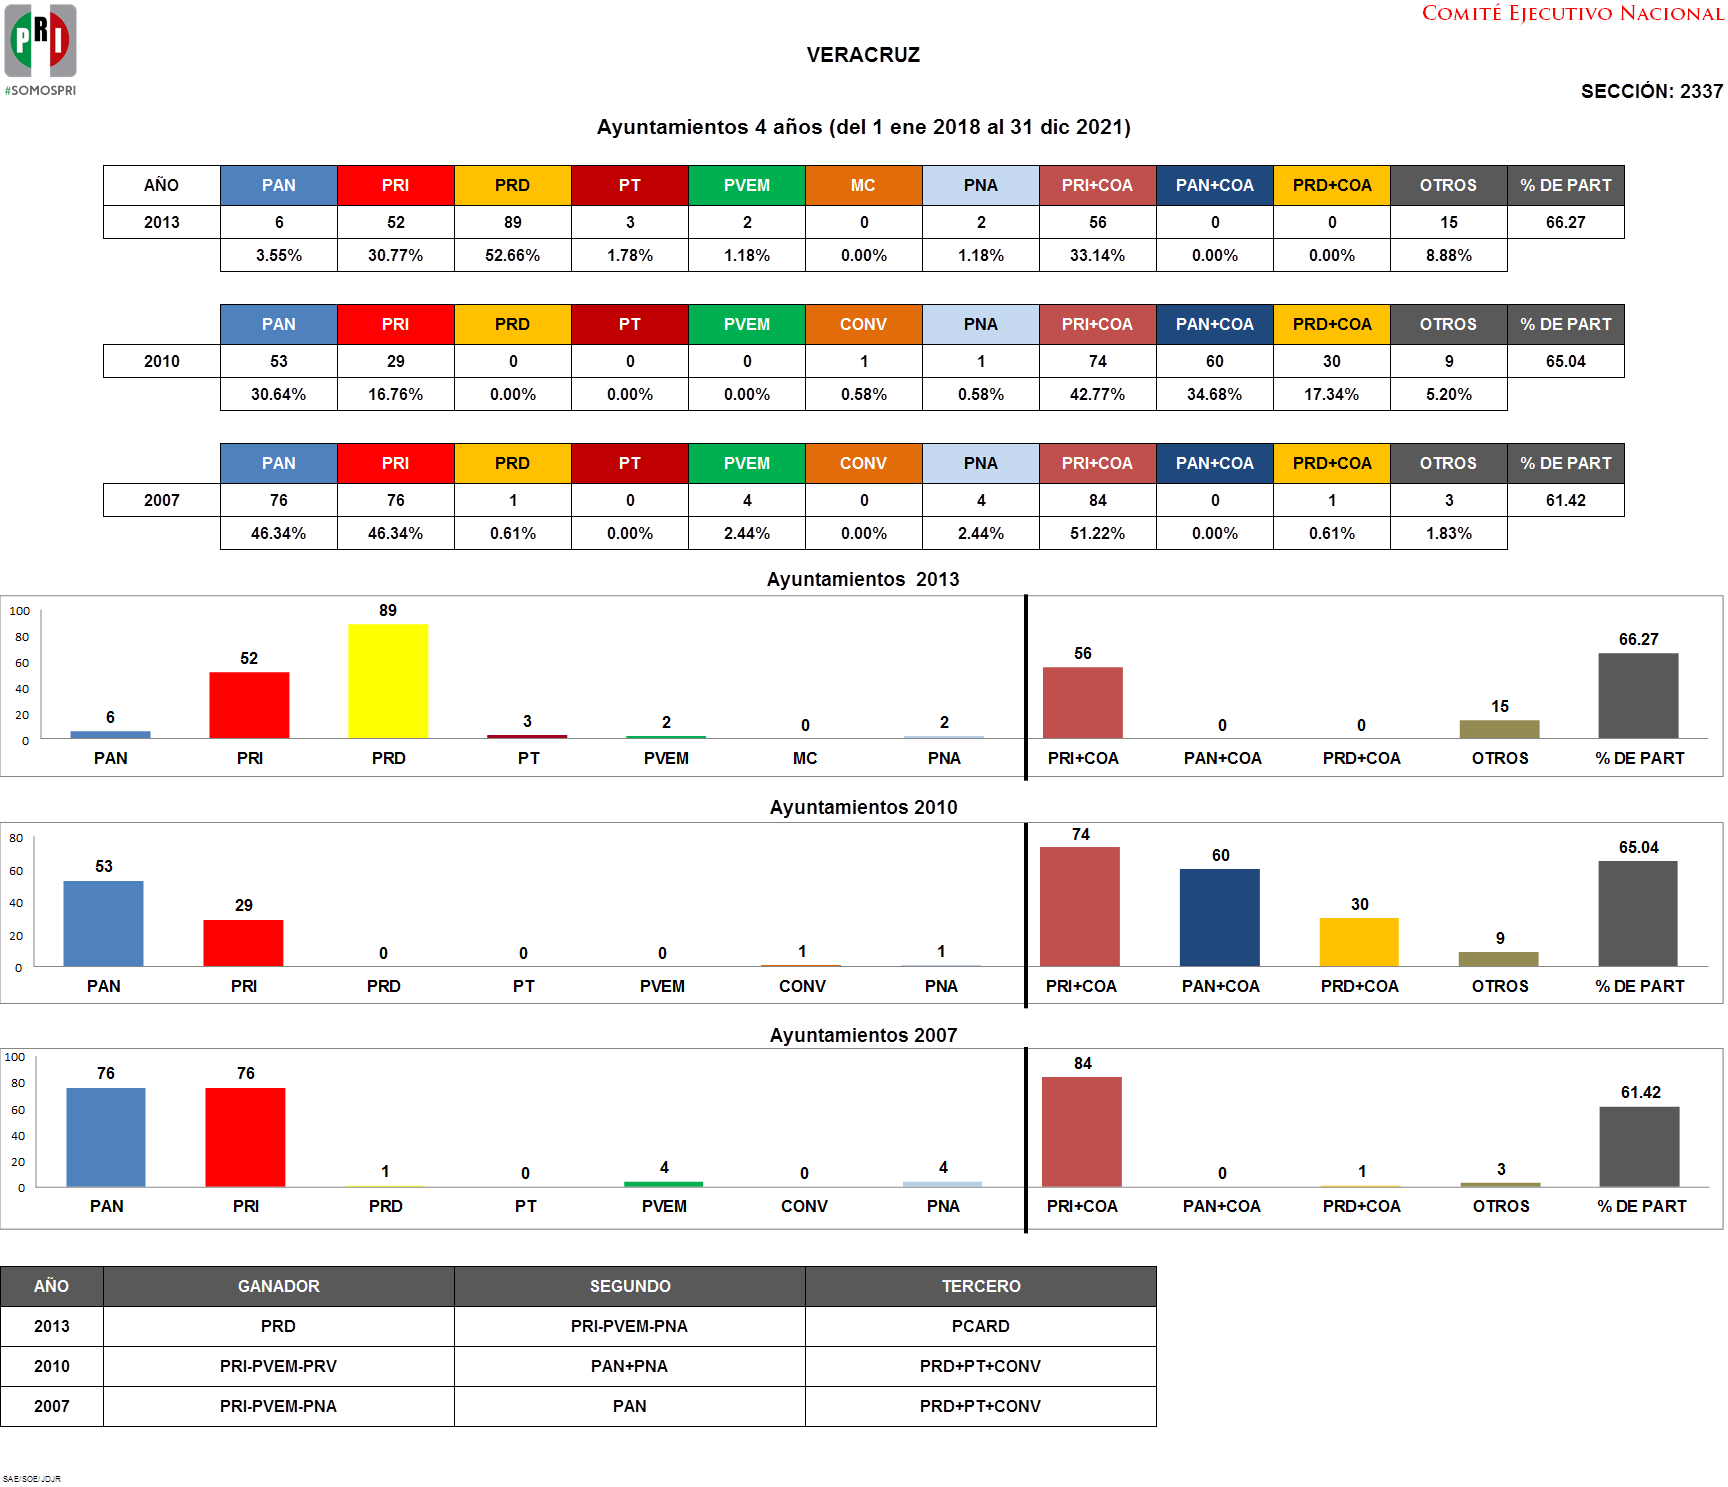 PRI
#SOMOSPRI
COMITÉ EJECUTIVO NACIONAL
VERACRUZ
SECCIÓN: 2337
Ayuntamientos 4 años (del 1 ene 2018 al 31 dic 2021)
AÑO PAN PRI PRD PT PVEM MC PNA PRI+COA PAN+COA PRD+COA OTROS % DE PART
2013 6 52 89 3 2 0 2 56 0 0 15 66.27
3.55% 30.77% 52.66% 1.78% 1.18% 0.00% 1.18% 33.14% 0.00% 0.00% 8.88%
PAN PRI PRD PT PVEM CONV PNA PRI+COA PAN+COA PRD+COA OTROS % DE PART
2010 53 29 0 0 0 1 1 74 60 30 9 65.04
30.64% 16.76% 0.00% 0.00% 0.00% 0.58% 0.58% 42.77% 34.68% 17.34% 5.20%
PAN PRI PRD PT PVEM CONV PNA PRI+COA PAN+COA PRD+COA OTROS % DE PART
2007 76 76 1 0 4 0 4 84 0 1 3 61.42
46.34% 46.34% 0.61% 0.00% 2.44% 0.00% 2.44% 51.22% 0.00% 0.61% 1.83%
Ayuntamientos 2013
100
80
60
40
20
0
6 52 89 3 2 0 2 56 0 0 15 66.27
PAN PRI PRD PT PVEM MC PNA PRI+COA PAN+COA PRD+COA OTROS % DE PART
Ayuntamientos 2010
80
60
40
20
0
53 29 0 0 0 1 1 74 60 30 9 65.04
PAN PRI PRD PT PVEM CONV PNA PRI+COA PAN+COA PRD+COA OTROS % DE PART
Ayuntamientos 2007
100
80
60
40
20
0
76 76 1 0 4 0 4 84 0 1 3 61.42
PAN PRI PRD PT PVEM CONV PNA PRI+COA PAN+COA PRD+COA OTROS % DE PART
AÑO GANADOR SEGUNDO TERCERO
2013 PRD PRI-PVEM-PNA PCARD
2010 PRI-PVEM-PRV PAN+PNA PRD+PT+CONV
2007 PRI-PVEM-PNA PAN PRD+PT+CONV
SAE/SOE/JDJR